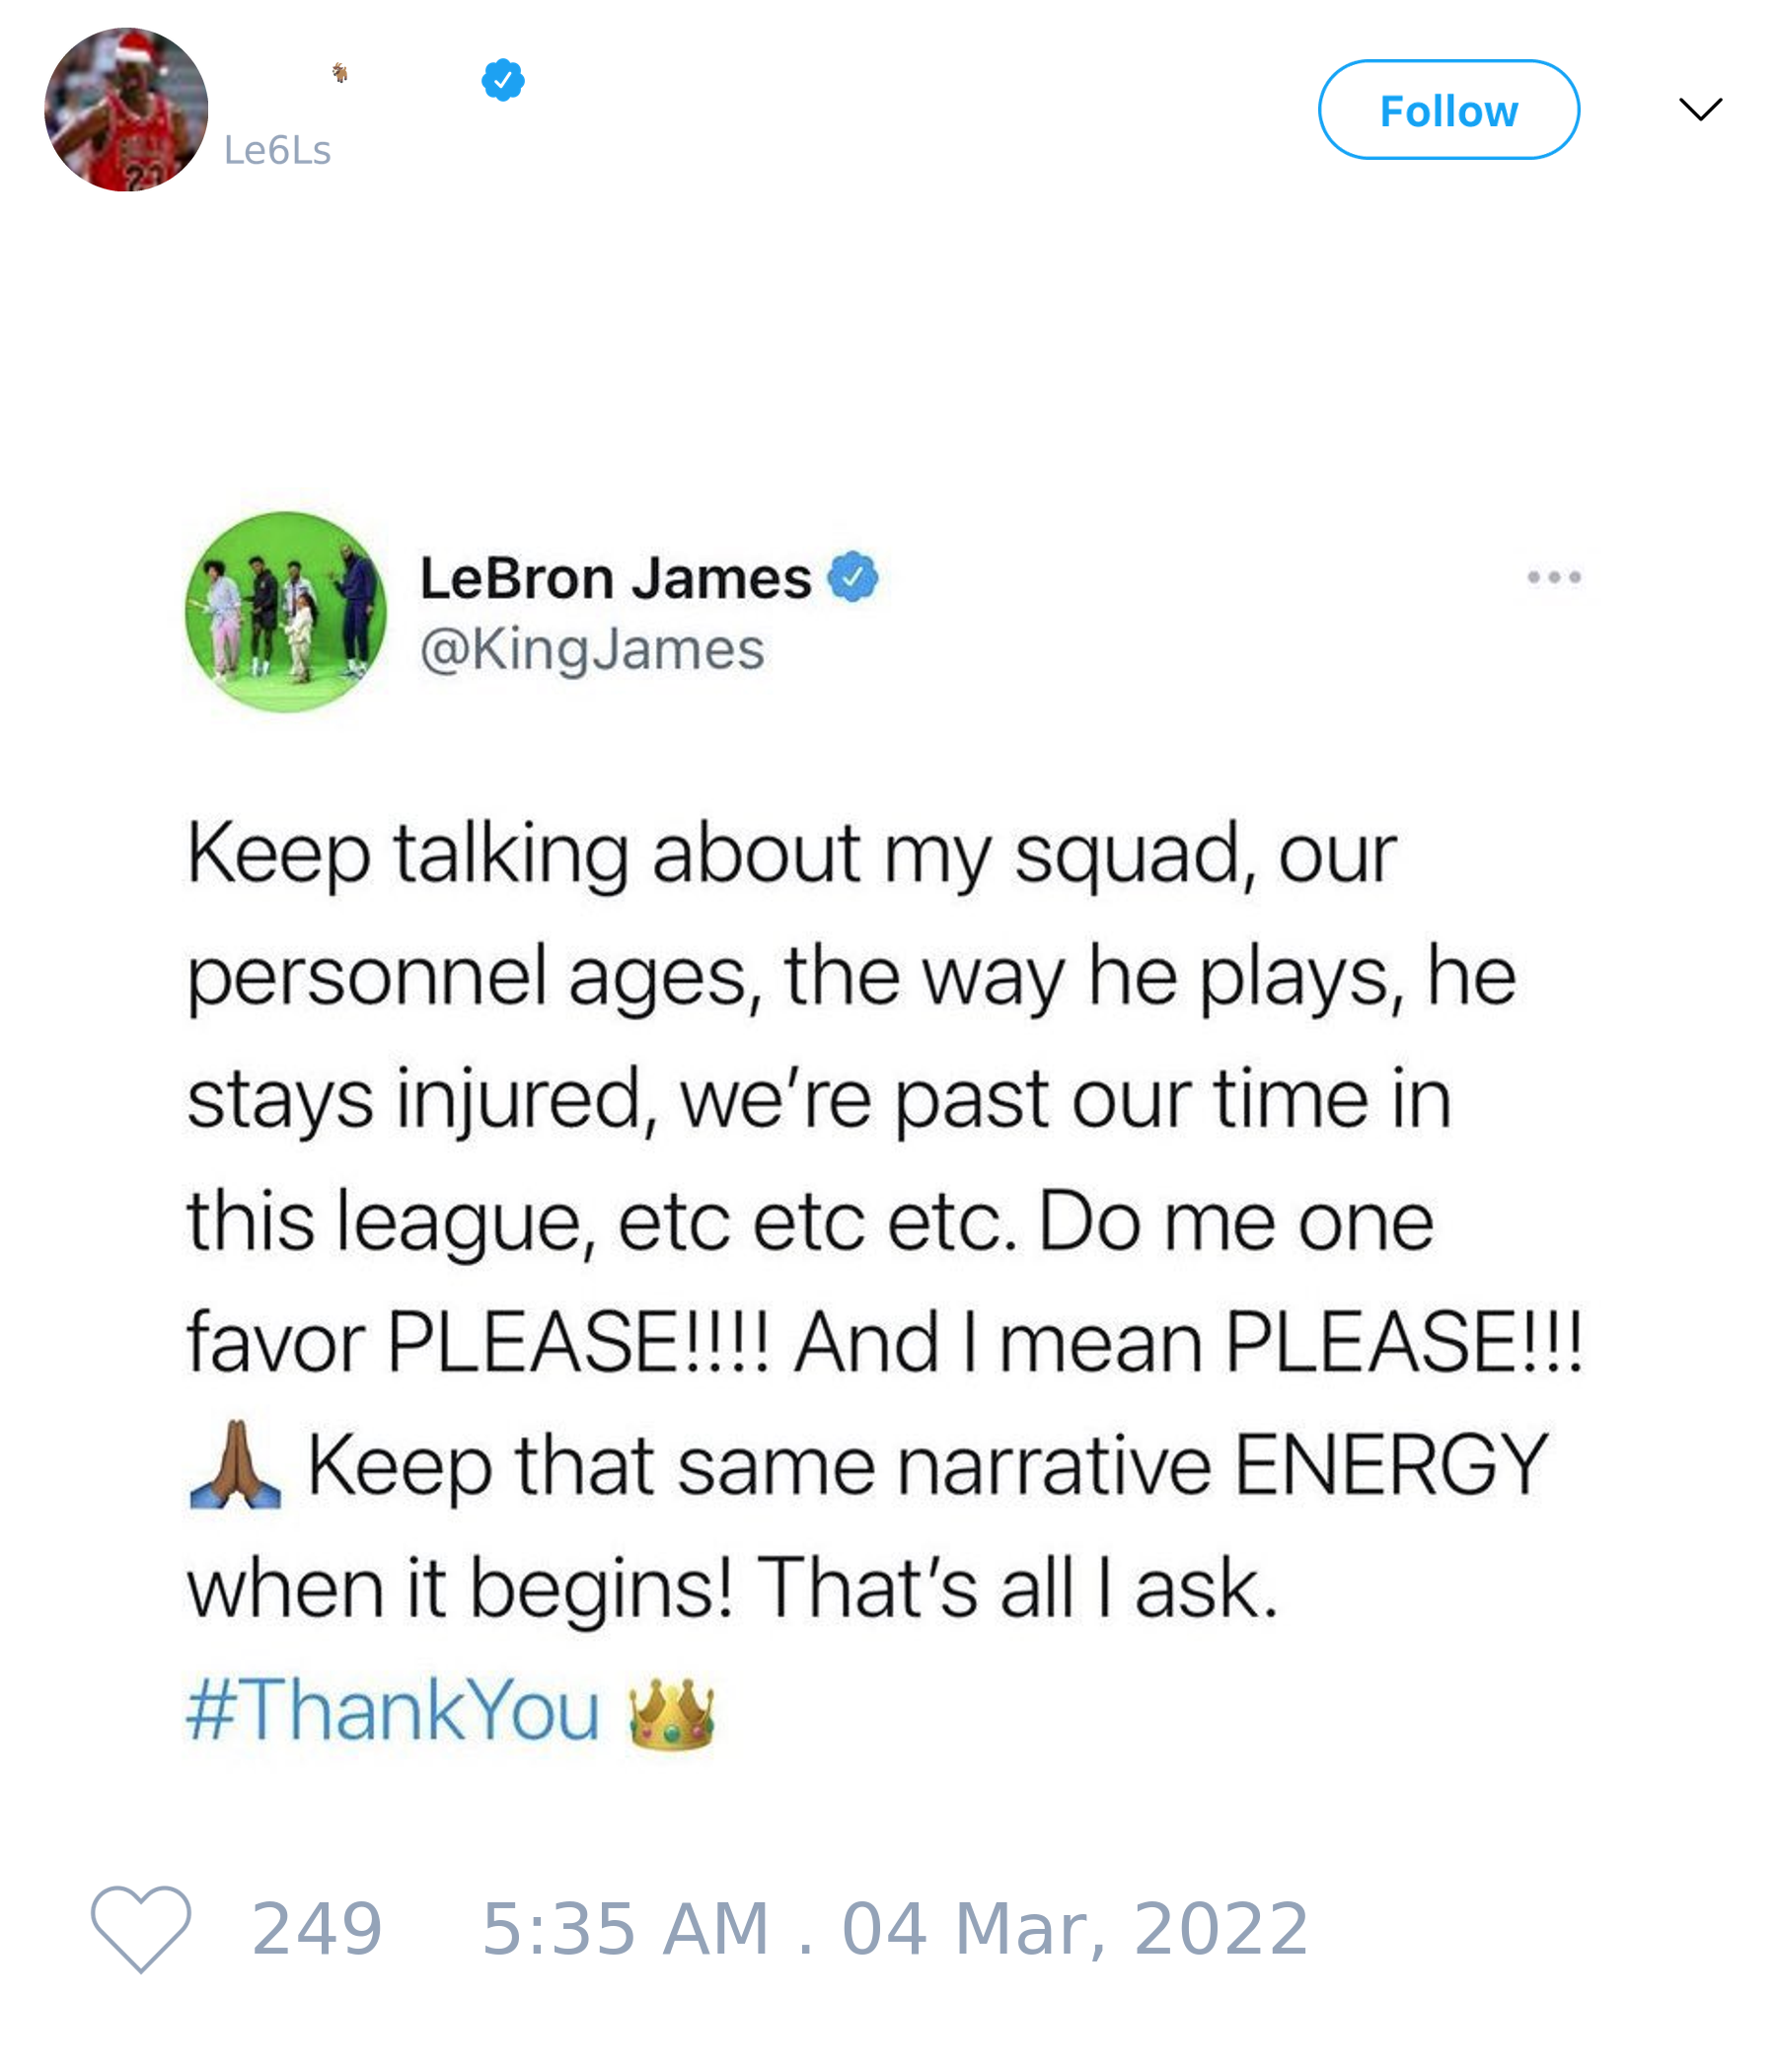 Le6Ls
Follow
LeBron James
@KingJames
Keep talking about my squad, our
personnel ages, the way he plays, he
stays injured, we’re past our time in
this league, etc etc etc. Do me one
favor PLEASE!!!! And I mean PLEASE!!!
🙏🏾 Keep that same narrative ENERGY
when it begins! That’s all I ask.
#ThankYou 👑
249 5:35 AM . 04 Mar, 2022